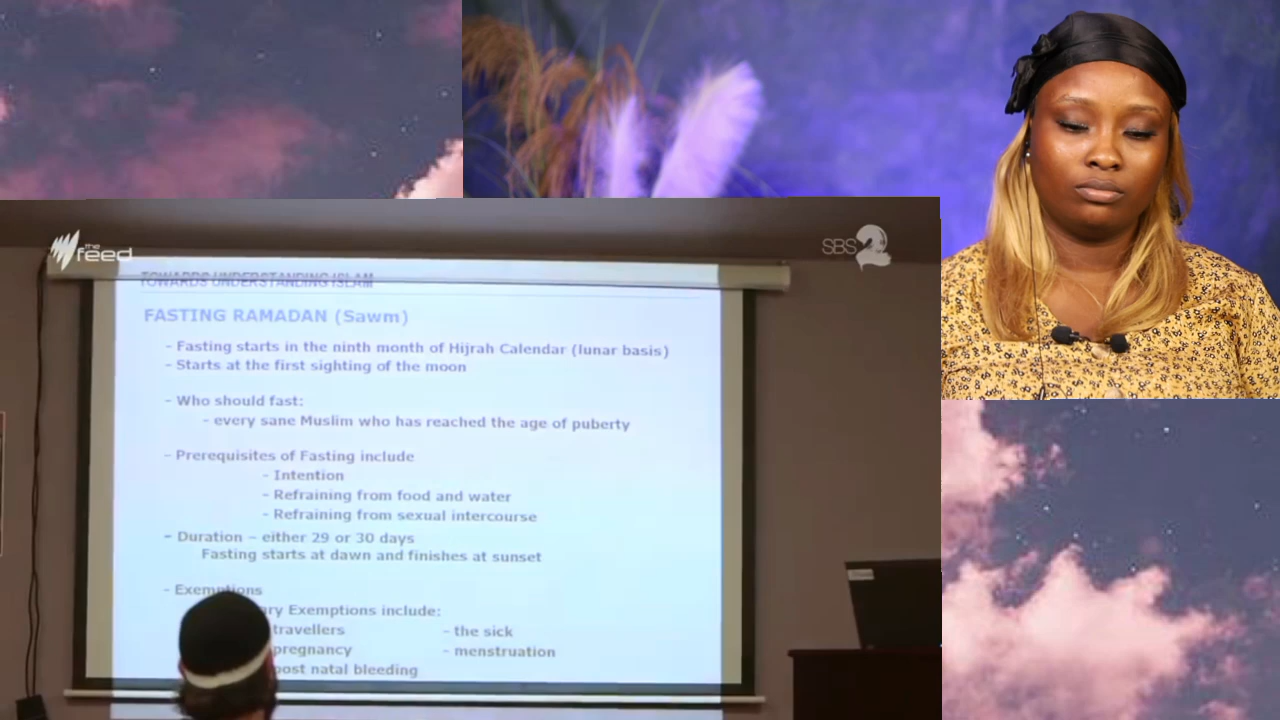 the feed
SBS 2
TOWARDS UNDERSTANDING ISLAM
FASTING RAMADAN (Sawm)
- Fasting starts in the ninth month of Hijrah Calendar (lunar basis)
- Starts at the first sighting of the moon
- Who should fast:
- every sane Muslim who has reached the age of puberty
- Prerequisites of Fasting include
- Intention
- Refraining from food and water
- Refraining from sexual intercourse
- Duration – either 29 or 30 days
Fasting starts at dawn and finishes at sunset
- Exemptions
Exemptions include:
travellers - the sick
pregnancy - menstruation
post natal bleeding